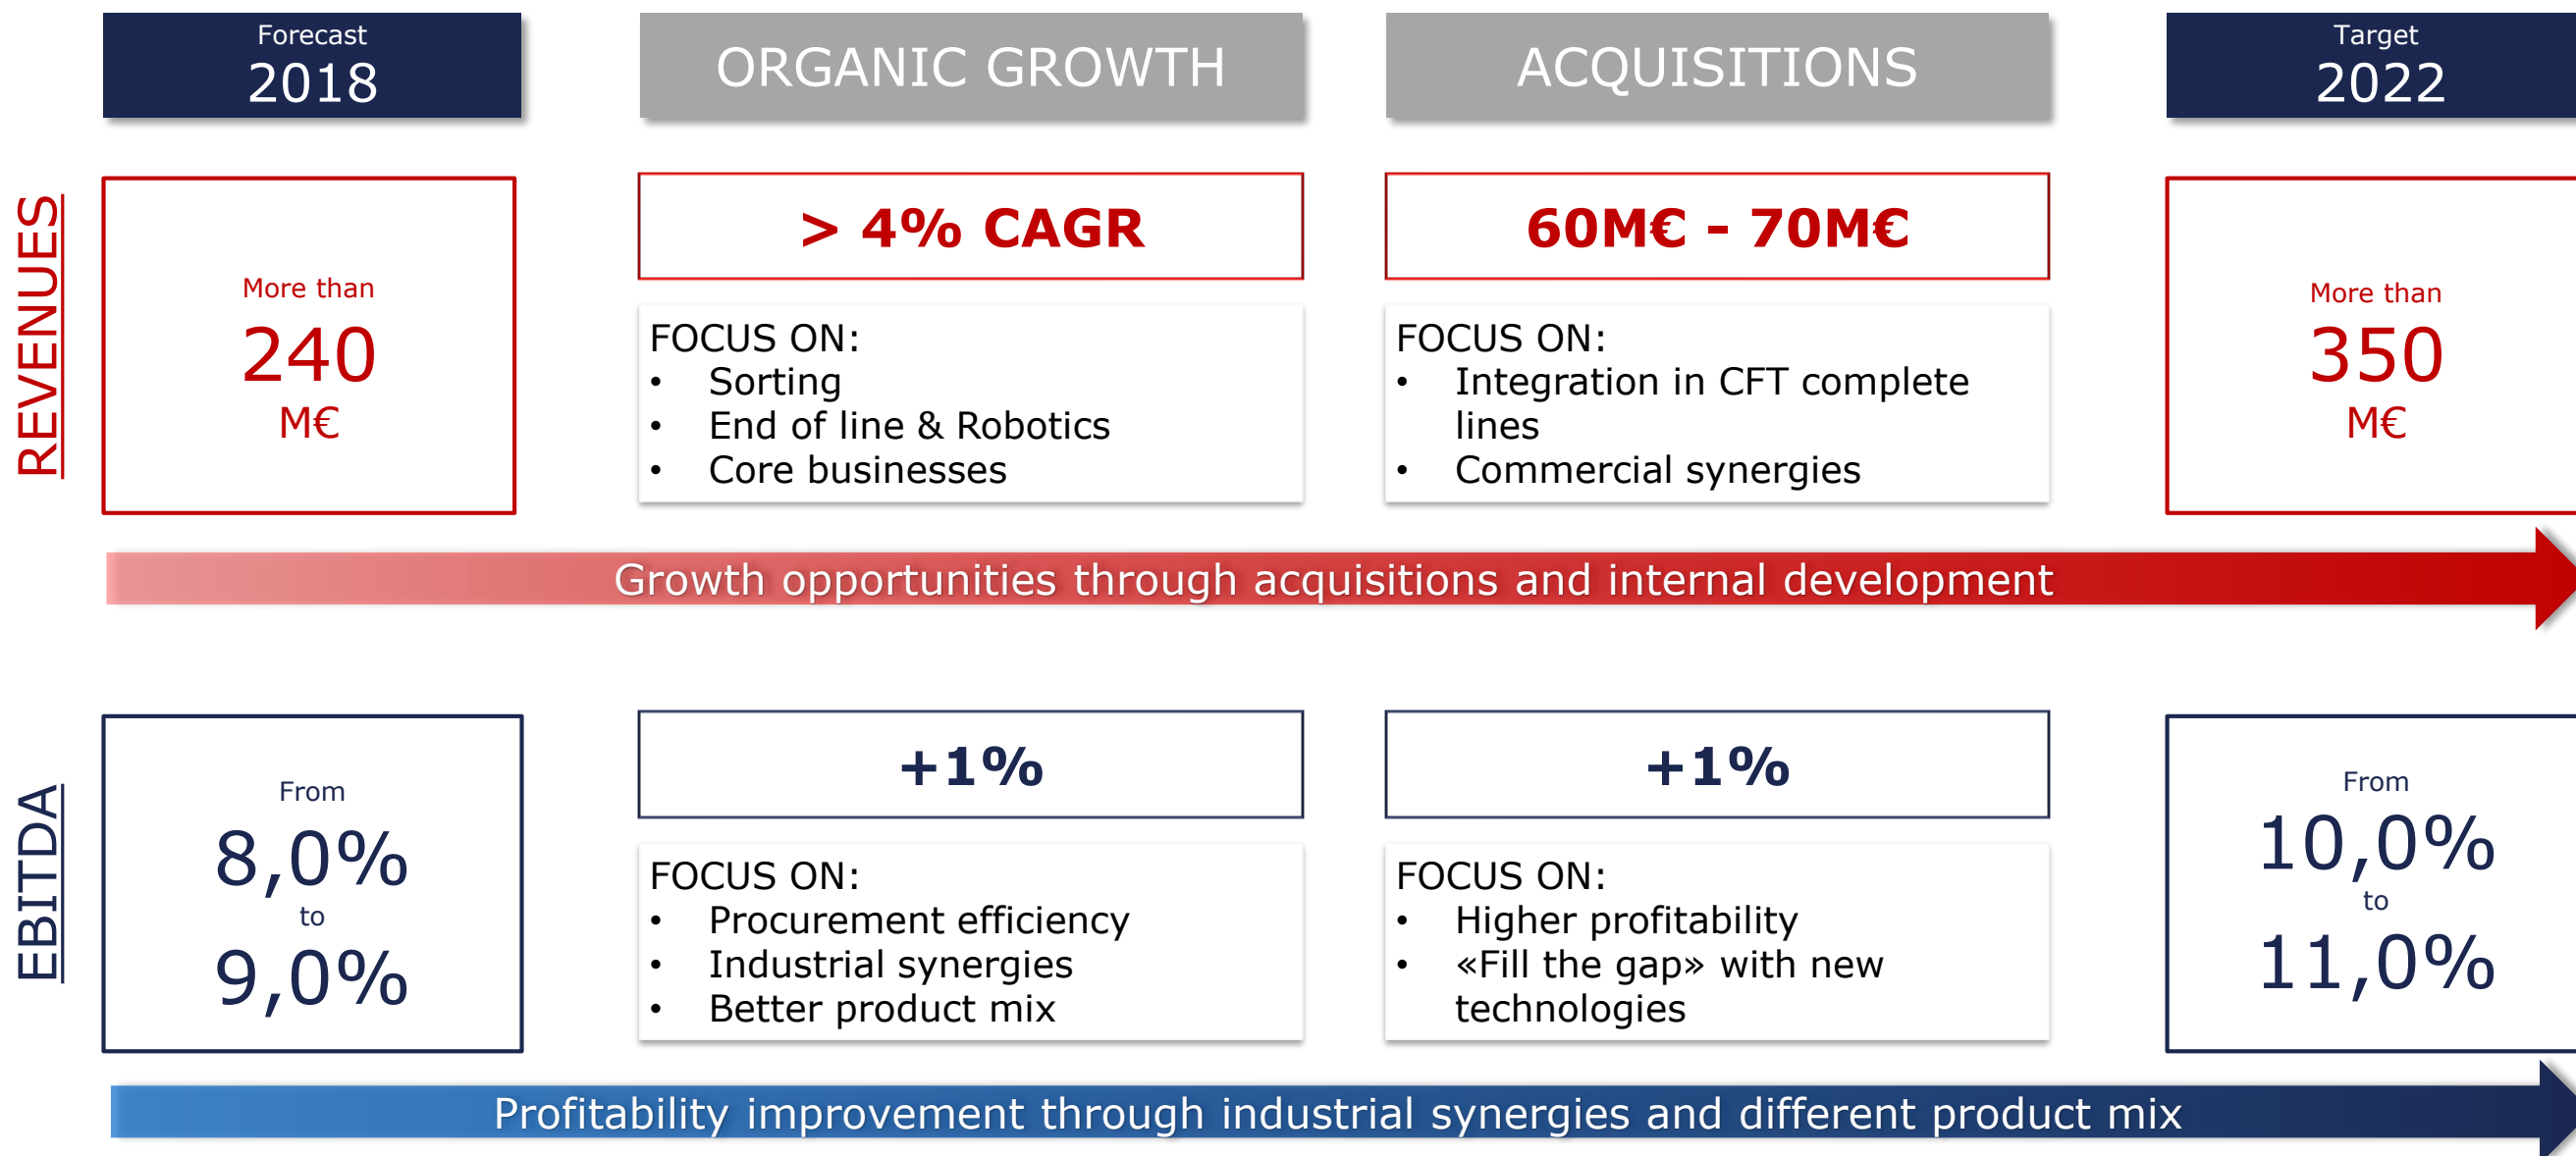 Forecast
2018
ORGANIC GROWTH
ACQUISITIONS
Target
2022
REVENUES
More than
240
M€
> 4% CAGR
FOCUS ON:
• Sorting
• End of line & Robotics
• Core businesses
60M€ - 70M€
FOCUS ON:
• Integration in CFT complete
lines
• Commercial synergies
More than
350
M€
Growth opportunities through acquisitions and internal development
EBITDA
From
8,0%
to
9,0%
+1%
FOCUS ON:
• Procurement efficiency
• Industrial synergies
• Better product mix
+1%
FOCUS ON:
• Higher profitability
• «Fill the gap» with new
technologies
From
10,0%
to
11,0%
Profitability improvement through industrial synergies and different product mix